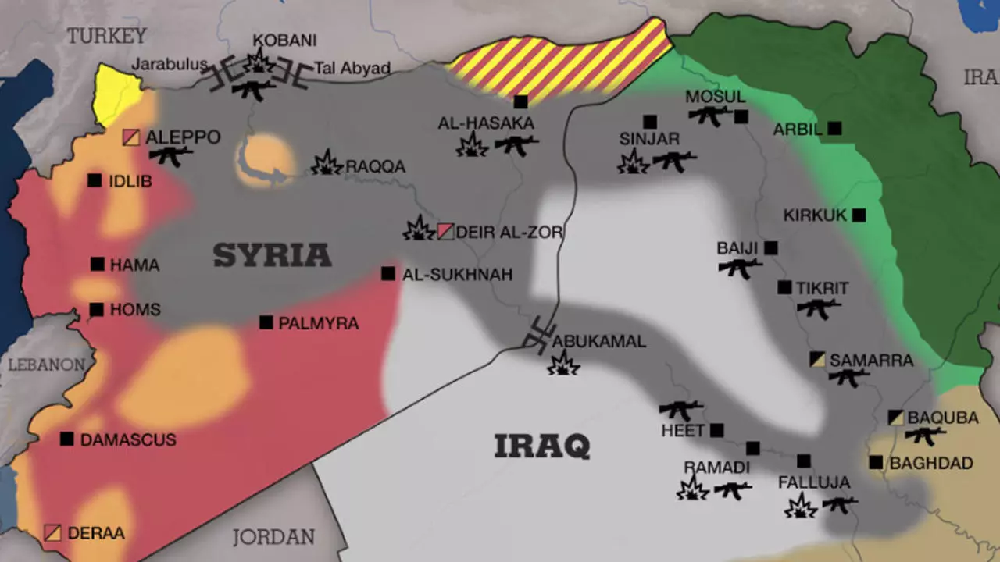 TURKEY
KOBANI
Jarabulus
Tal Abyad
IRA
MOSUL
AL-HASAKA
ARBIL
ALEPPO
SINJAR
RAQQA
IDLIB
KIRKUK
DEIR AL-ZOR
BAIJI
SYRIA
HAMA
AL-SUKHNAH
TIKRIT
HOMS
PALMYRA
ABUKAMAL
LEBANON
SAMARRA
BAQUBA
HEET
DAMASCUS
IRAQ
BAGHDAD
RAMADI
FALLUJA
DERAA
JORDAN